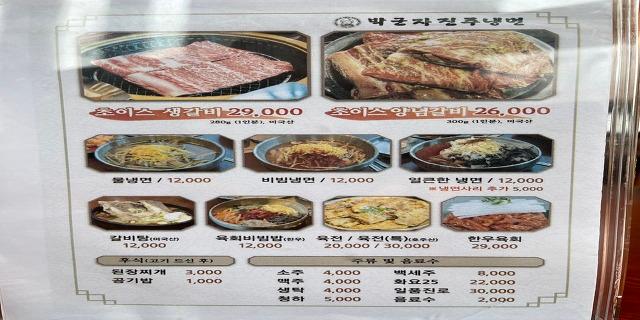 박군자진주냉면
초이스 생갈비 29,000
280g (1인분), 미국산
초이스양념갈비 26,000
300g (1인분), 미국산
물냉면 / 12,000
비빔냉면 / 12,000
얼큰한 냉면 / 12,000
※냉면사리 추가 5,000
갈비탕(미국산)
12,000
육회비빔밥(한우)
12,000
육전 / 육전(특)(호주산)
20,000 / 30,000
한우육회
29,000
후식(고기 드신 후)
된장찌개 3,000
공기밥 1,000
주류 및 음료수
소주 4,000 백세주 8,000
맥주 4,000 화요25 22,000
생탁 4,000 일품진로 30,000
청하 5,000 음료수 2,000